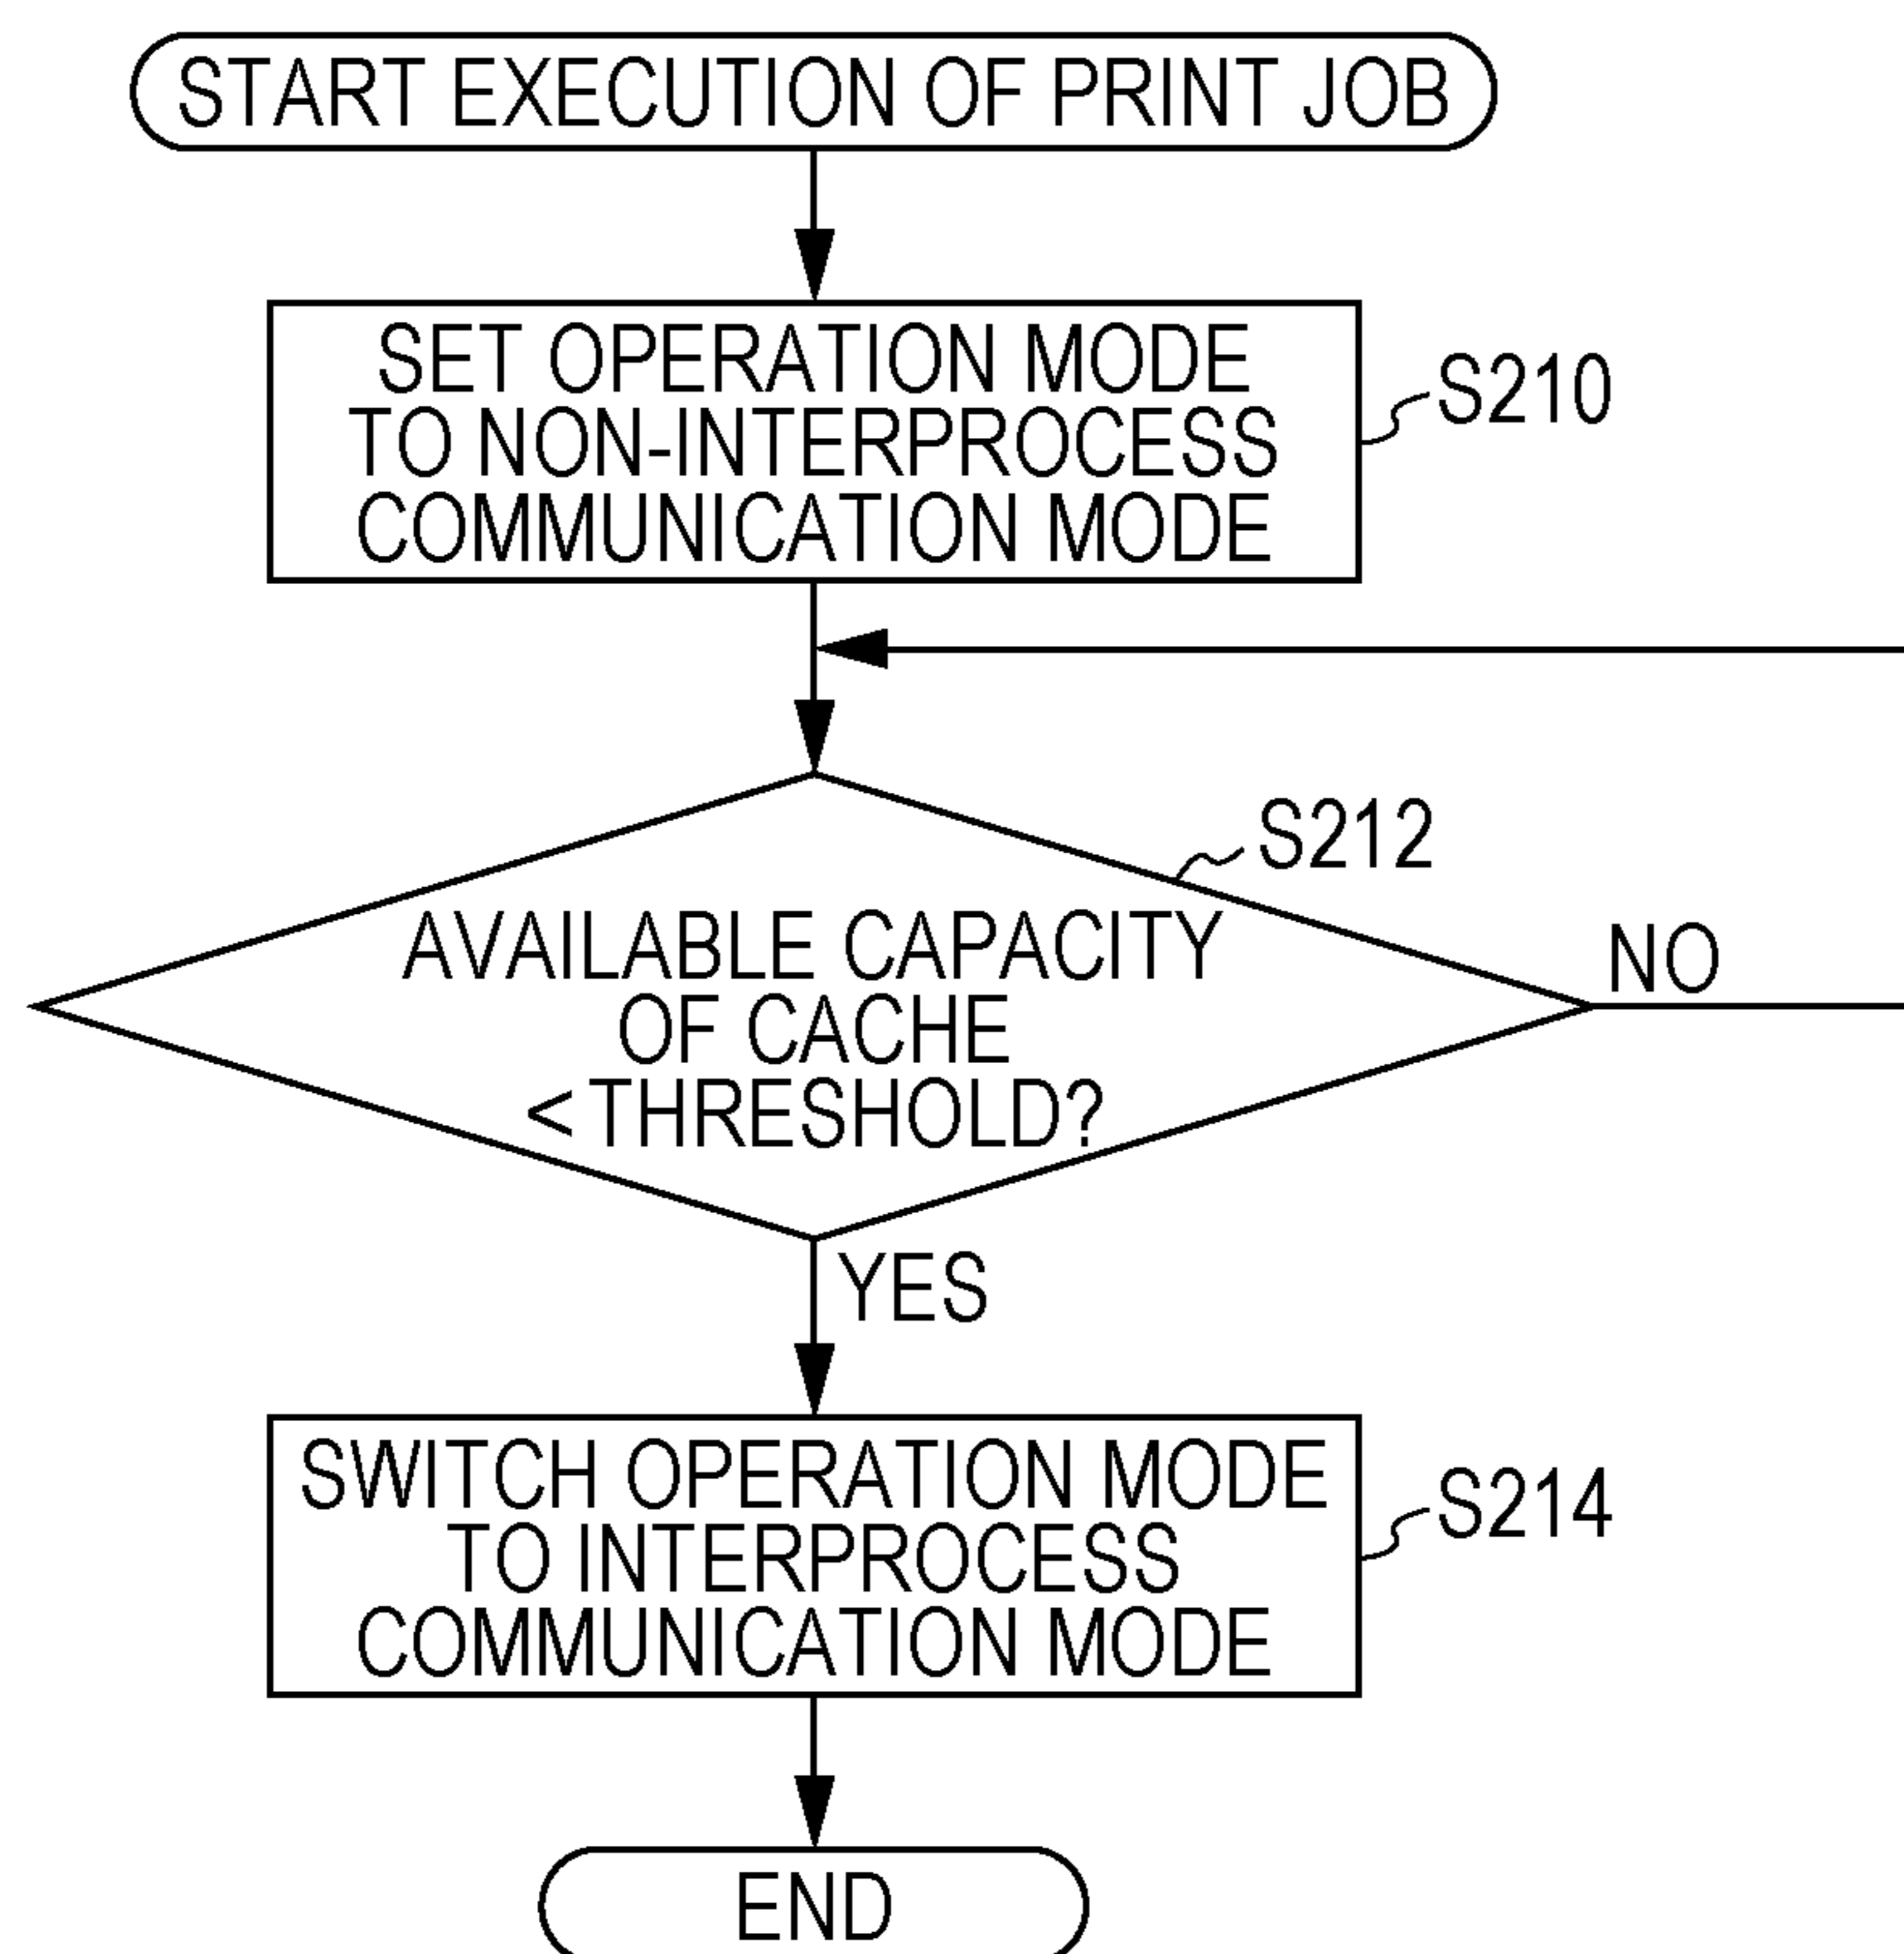 START EXECUTION OF PRINT JOB
SET OPERATION MODE
TO NON-INTERPROCESS
COMMUNICATION MODE
S210
S212
AVAILABLE CAPACITY
OF CACHE
< THRESHOLD?
NO
YES
SWITCH OPERATION MODE
TO INTERPROCESS
COMMUNICATION MODE
S214
END